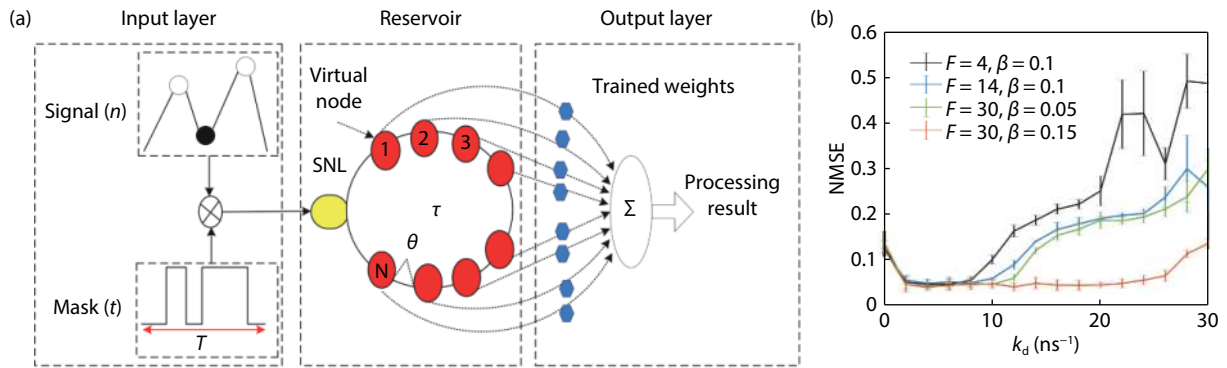 (a)
Input layer
Reservoir
Output layer
Signal (n)
Mask (t)
T
Virtual
node
SNL
1
2
3
N
θ
τ
Trained weights
Σ
Processing
result
(b)
NMSE
0.6
0.5
0.4
0.3
0.2
0.1
0
F = 4, β = 0.1
F = 14, β = 0.1
F = 30, β = 0.05
F = 30, β = 0.15
0 10 20 30
kd (ns⁻¹)